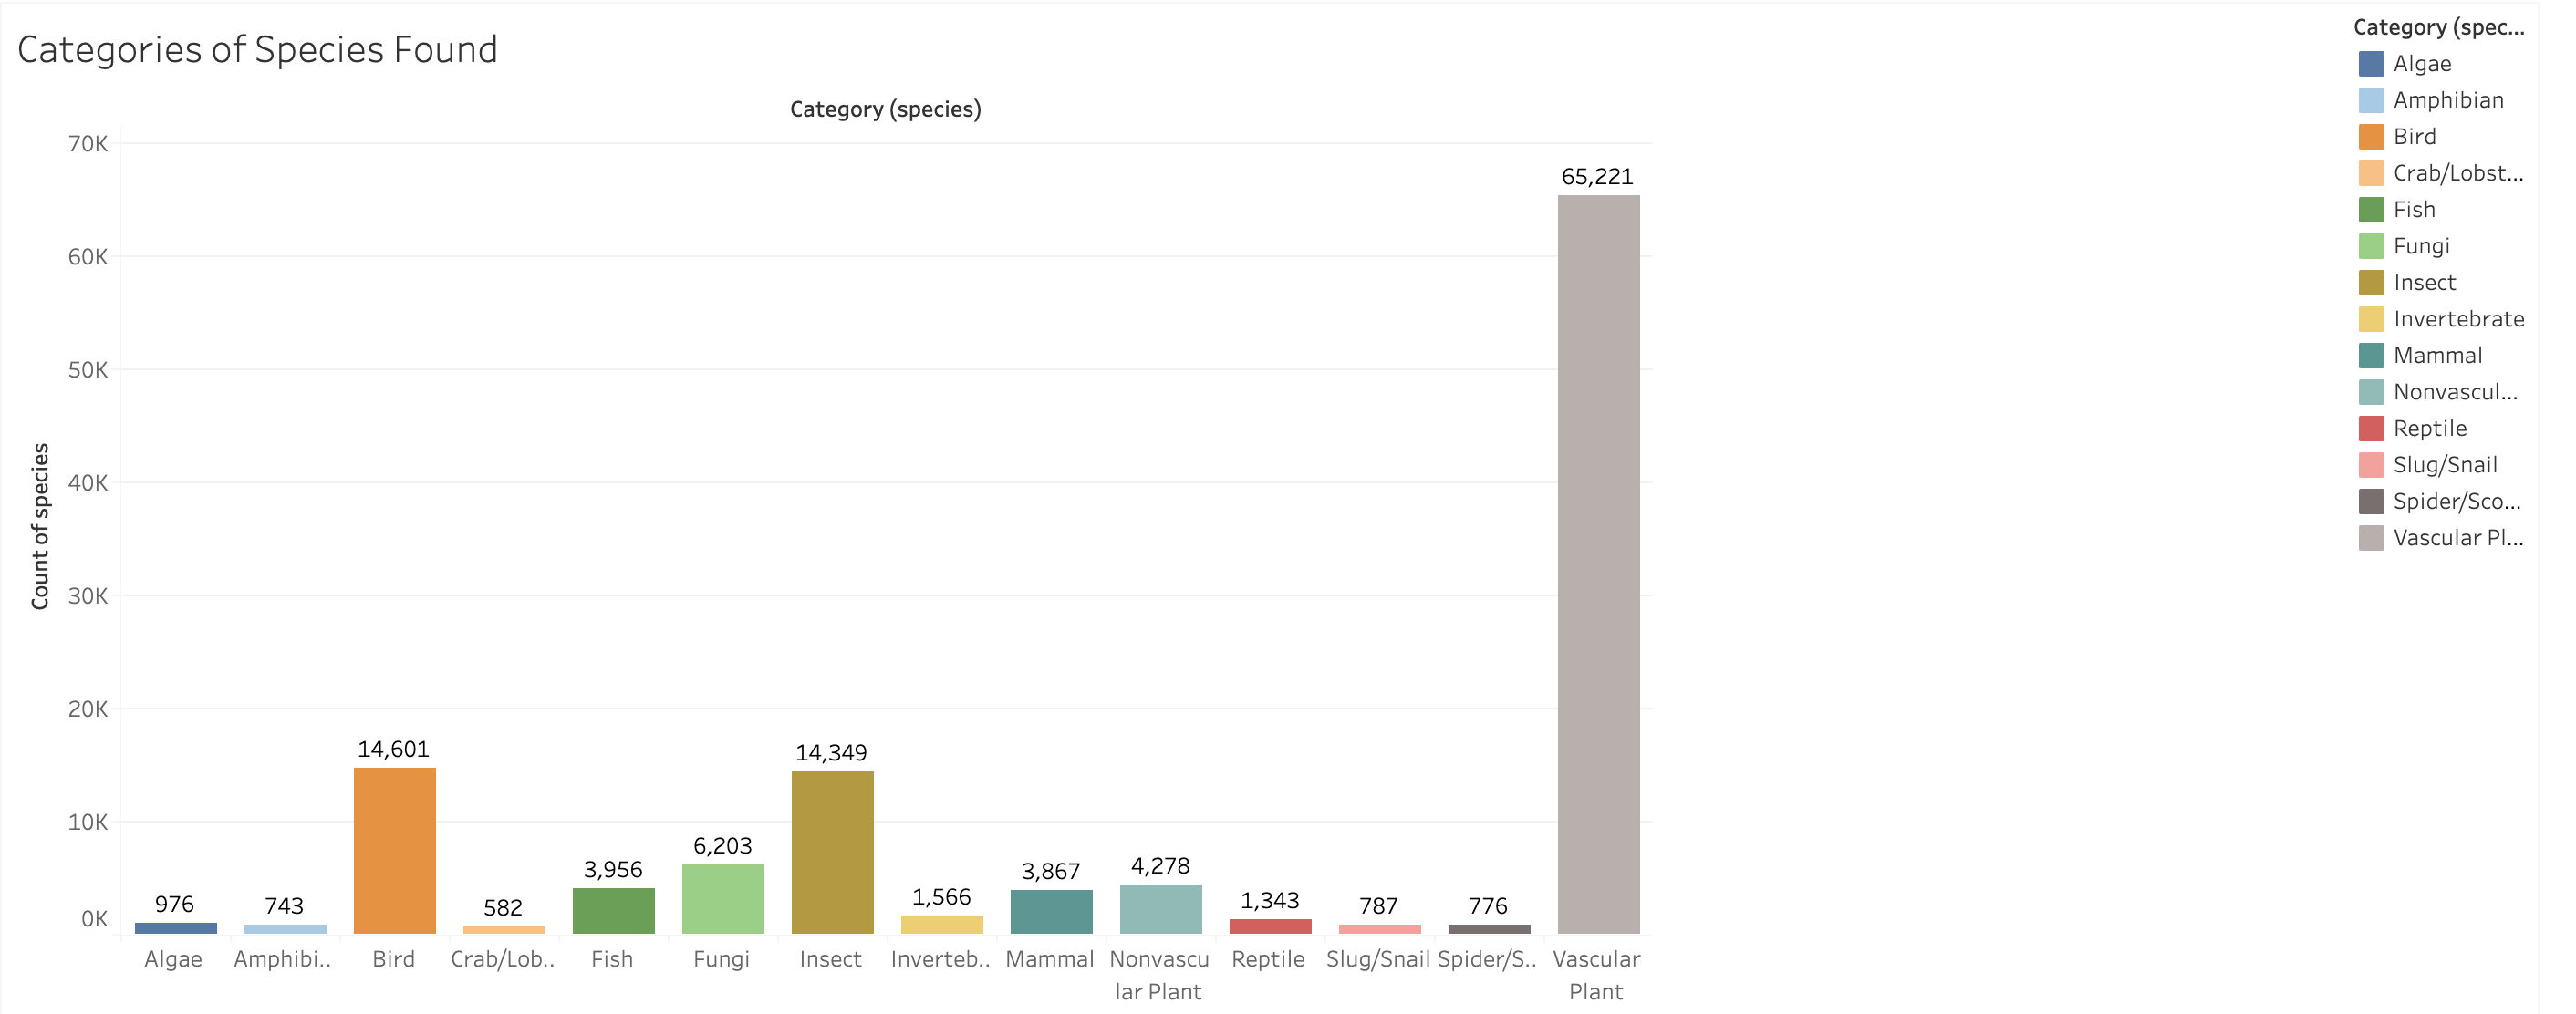 Categories of Species Found
Category (species)
70K
60K
50K
40K
30K
20K
10K
0K
Count of species
976
743
14,601
582
3,956
6,203
14,349
1,566
3,867
4,278
1,343
787
776
65,221
Algae
Amphibi..
Bird
Crab/Lob..
Fish
Fungi
Insect
Inverteb..
Mammal
Nonvascu
lar Plant
Reptile
Slug/Snail
Spider/S..
Vascular
Plant
Category (spec...
Algae
Amphibian
Bird
Crab/Lobst...
Fish
Fungi
Insect
Invertebrate
Mammal
Nonvascul...
Reptile
Slug/Snail
Spider/Sco...
Vascular Pl...